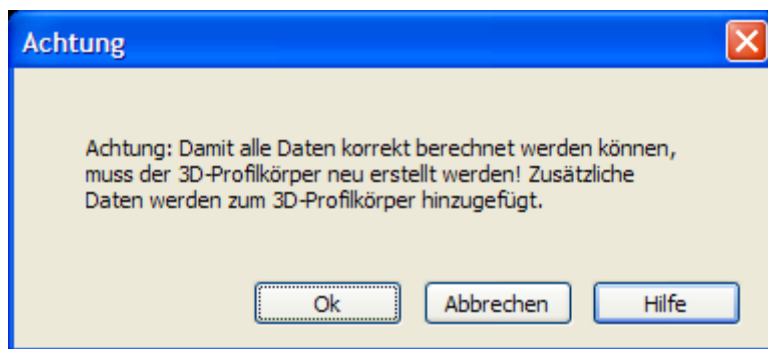 Achtung
Achtung: Damit alle Daten korrekt berechnet werden können,
muss der 3D-Profilkörper neu erstellt werden! Zusätzliche
Daten werden zum 3D-Profilkörper hinzugefügt.
Ok Abbrechen Hilfe